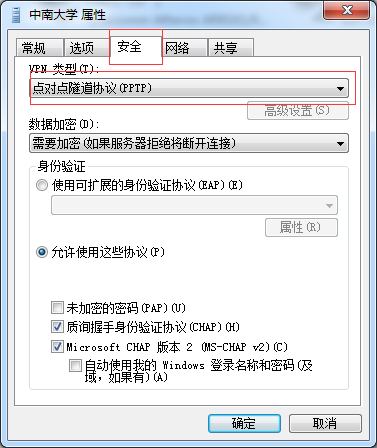 中南大学 属性
常规 选项 安全 网络 共享
VPN 类型(T):
点对点隧道协议(PPTP)
高级设置(S)
数据加密(D):
需要加密(如果服务器拒绝将断开连接)
身份验证
使用可扩展的身份验证协议(EAP)(E)
属性(R)
允许使用这些协议(P)
未加密的密码(PAP)(U)
质询握手身份验证协议(CHAP)(H)
Microsoft CHAP 版本 2 (MS-CHAP v2)(C)
自动使用我的 Windows 登录名称和密码(及
域，如果有)(A)
确定 取消